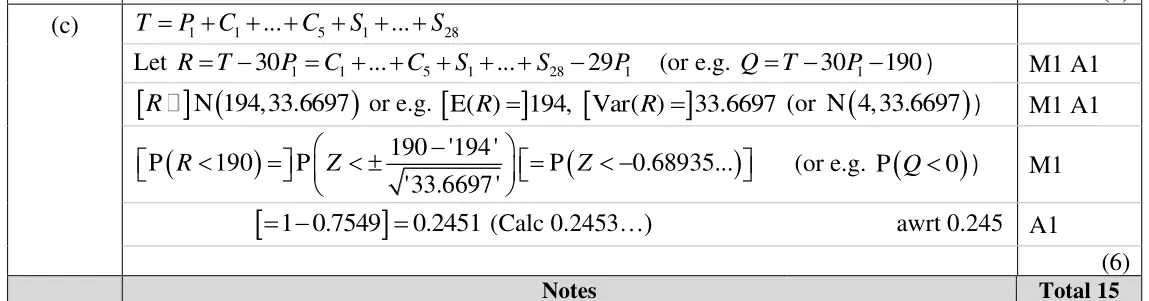 (c) T = P₁ + C₁ + ... + C₅ + S₁ + ... + S₂₈
Let R = T − 30P₁ = C₁ + ... + C₅ + S₁ + ... + S₂₈ − 29P₁ (or e.g. Q = T − 30P₁ − 190) M1 A1
[R □] N(194, 33.6697) or e.g. [E(R) =]194, [Var(R) =]33.6697 (or N(4, 33.6697)) M1 A1
[P(R < 190) =] P(Z < ± (190 − '194') / √'33.6697') [= P(Z < −0.68935...)] (or e.g. P(Q < 0)) M1
[= 1 − 0.7549] = 0.2451 (Calc 0.2453…) awrt 0.245 A1
(6)
Notes Total 15